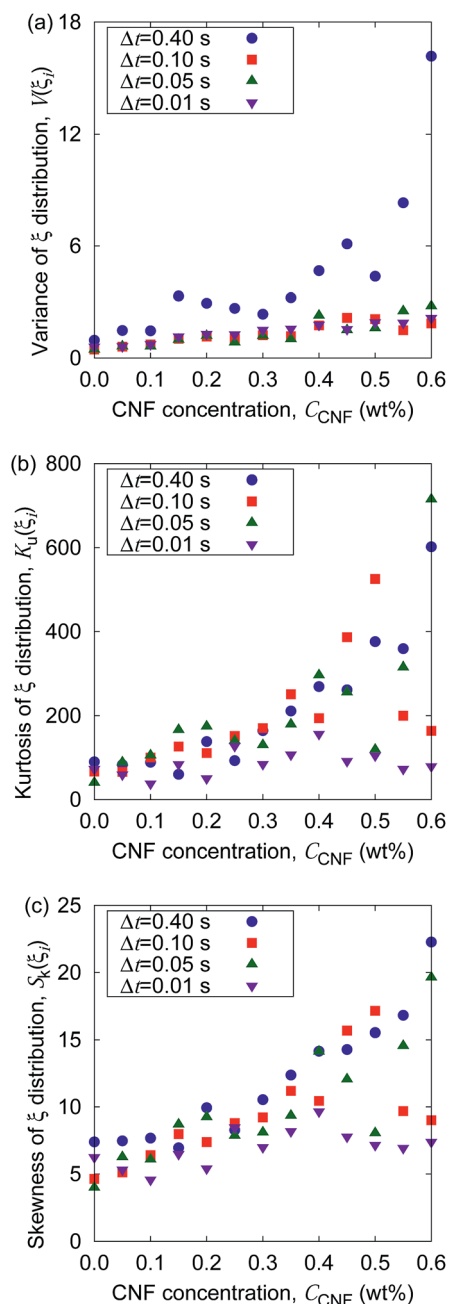 (a)
18
12
6
0
Variance of ξ distribution, V(ξi)
Δt=0.40 s
Δt=0.10 s
Δt=0.05 s
Δt=0.01 s
0.0 0.1 0.2 0.3 0.4 0.5 0.6
CNF concentration, CCNF (wt%)
(b)
800
600
400
200
0
Kurtosis of ξ distribution, Ku(ξi)
Δt=0.40 s
Δt=0.10 s
Δt=0.05 s
Δt=0.01 s
0.0 0.1 0.2 0.3 0.4 0.5 0.6
CNF concentration, CCNF (wt%)
(c)
25
20
15
10
5
0
Skewness of ξ distribution, Sk(ξi)
Δt=0.40 s
Δt=0.10 s
Δt=0.05 s
Δt=0.01 s
0.0 0.1 0.2 0.3 0.4 0.5 0.6
CNF concentration, CCNF (wt%)